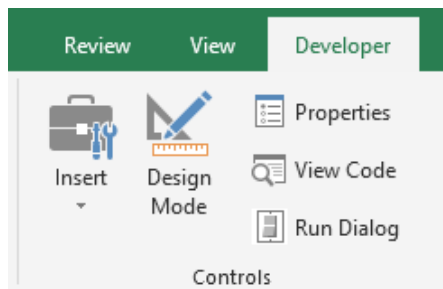 Review View Developer
Insert
Design
Mode
Properties
View Code
Run Dialog
Controls